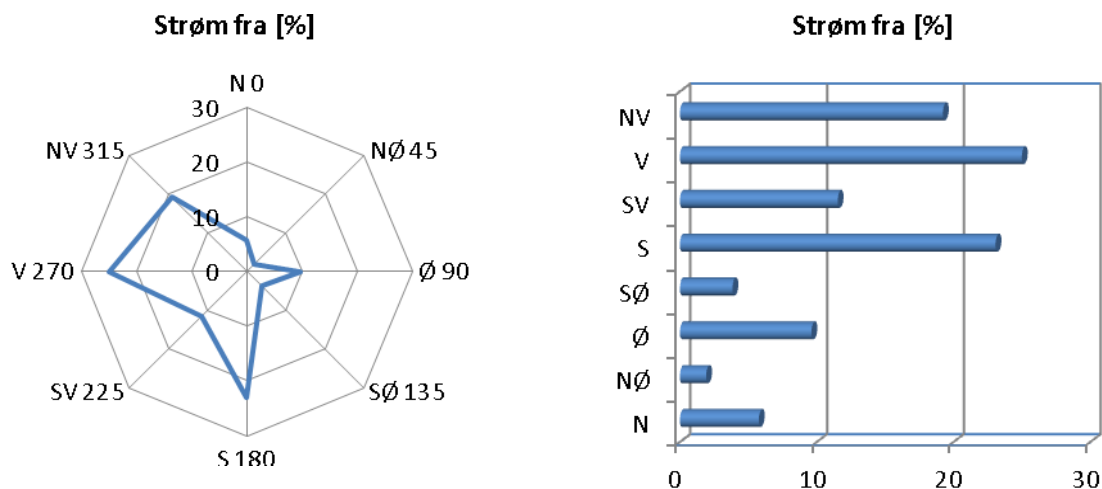 Strøm fra [%]
N 0
30
NV 315
NØ 45
20
10
V 270
0
Ø 90
SV 225
SØ 135
S 180
Strøm fra [%]
NV
V
SV
S
SØ
Ø
NØ
N
0 10 20 30